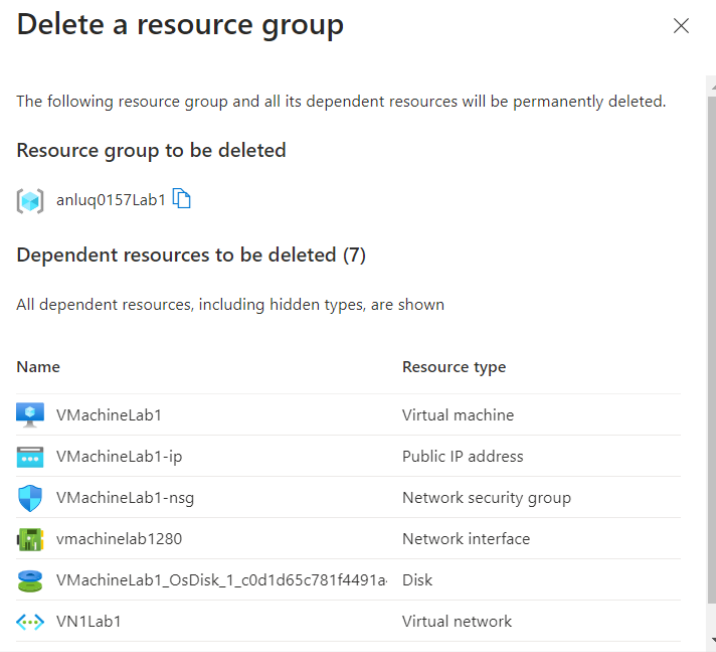 Delete a resource group
The following resource group and all its dependent resources will be permanently deleted.
Resource group to be deleted
anluq0157Lab1
Dependent resources to be deleted (7)
All dependent resources, including hidden types, are shown
Name Resource type
VMachineLab1 Virtual machine
VMachineLab1-ip Public IP address
VMachineLab1-nsg Network security group
vmachinelab1280 Network interface
VMachineLab1_OsDisk_1_c0d1d65c781f4491a Disk
VN1Lab1 Virtual network